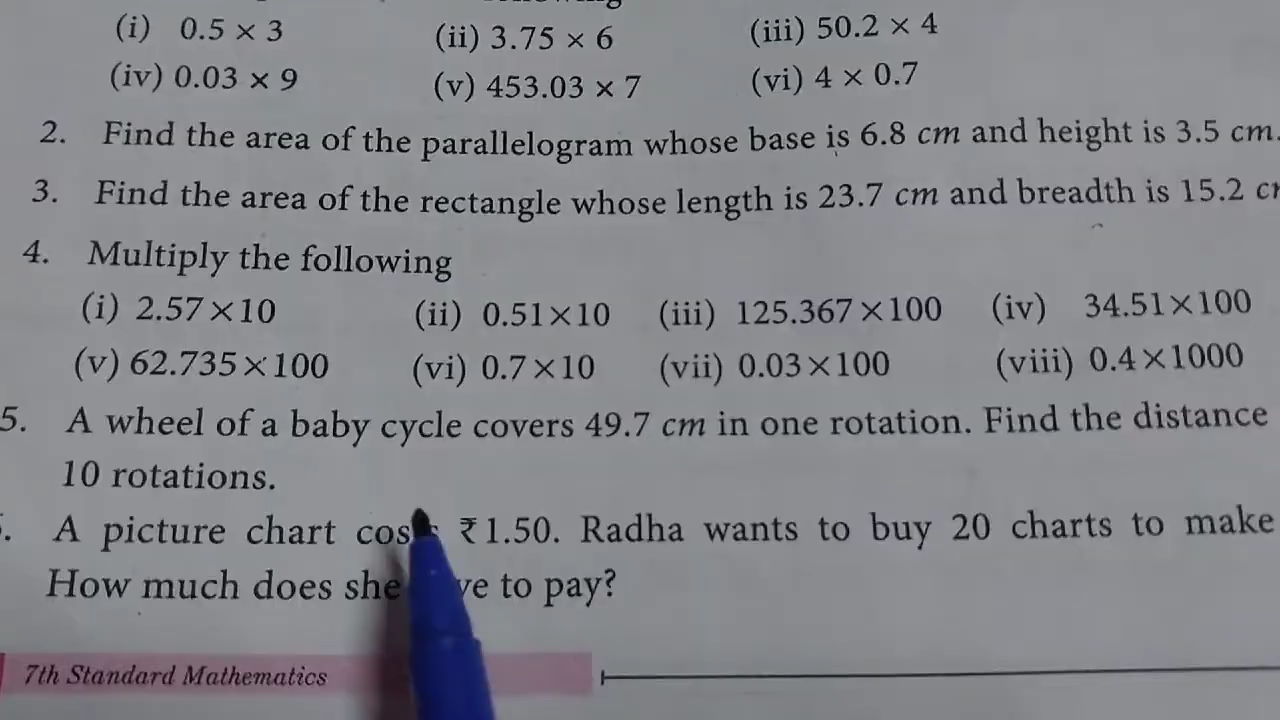 (i) 0.5 × 3 (ii) 3.75 × 6 (iii) 50.2 × 4
(iv) 0.03 × 9 (v) 453.03 × 7 (vi) 4 × 0.7
2. Find the area of the parallelogram whose base is 6.8 cm and height is 3.5 cm.
3. Find the area of the rectangle whose length is 23.7 cm and breadth is 15.2
4. Multiply the following
(i) 2.57×10 (ii) 0.51×10 (iii) 125.367×100 (iv) 34.51×100
(v) 62.735×100 (vi) 0.7×10 (vii) 0.03×100 (viii) 0.4×1000
5. A wheel of a baby cycle covers 49.7 cm in one rotation. Find the distance
10 rotations.
A picture chart ₹1.50. Radha wants to buy 20 charts to make
How much does she to pay?
7th Standard Mathematics